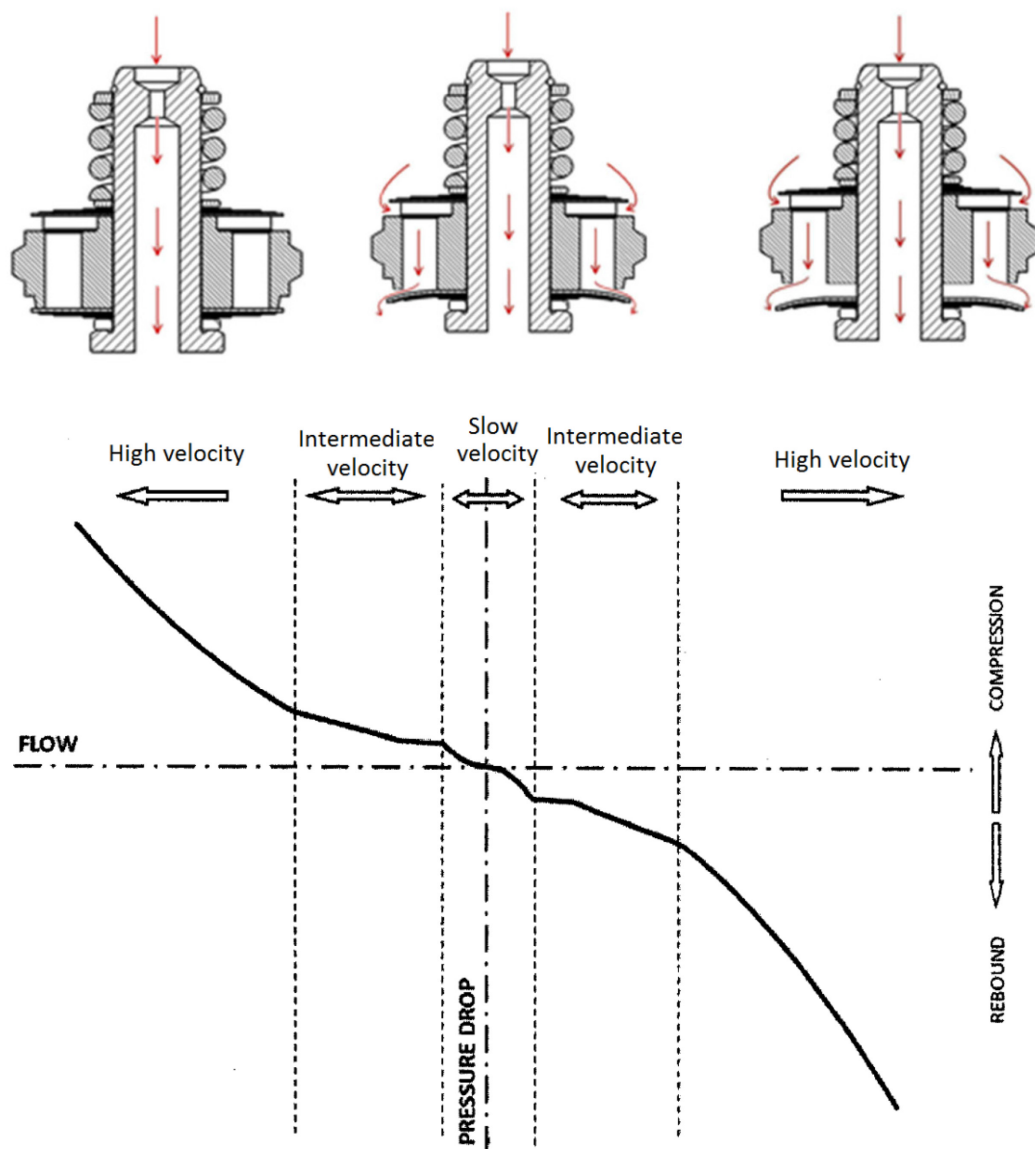 High velocity
Intermediate
velocity
Slow
velocity
Intermediate
velocity
High velocity
COMPRESSION
FLOW
REBOUND
PRESSURE DROP